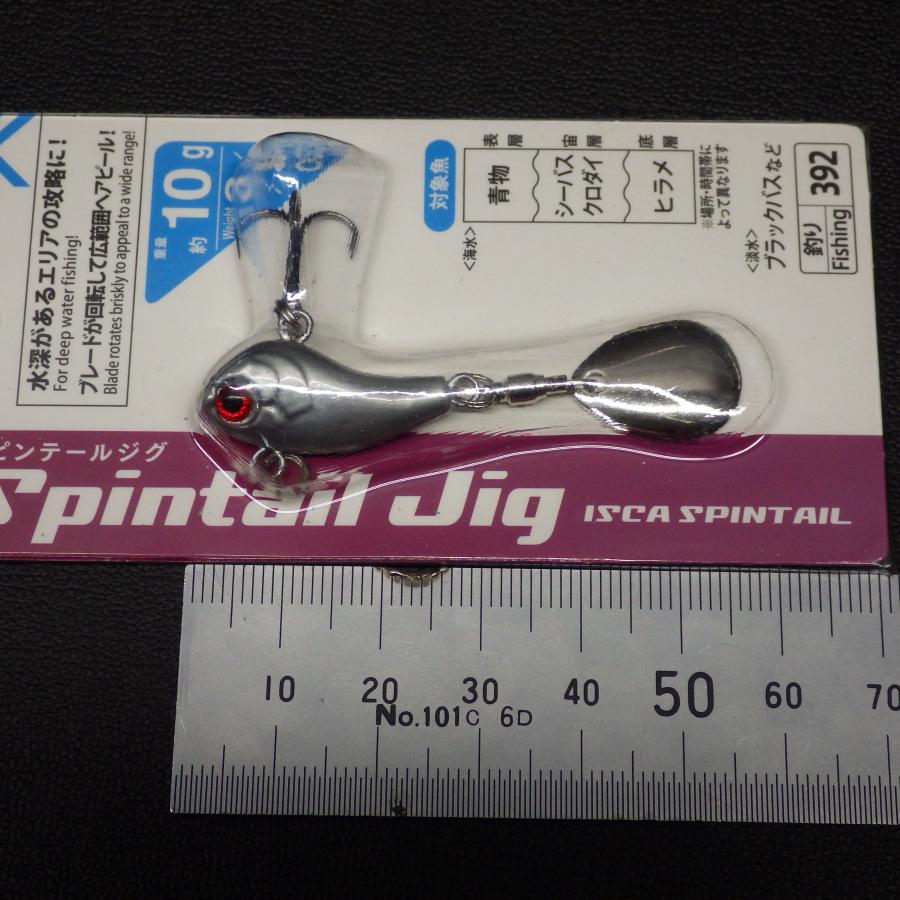 水深があるエリアの攻略に!
For deep water fishing!
ブレードが回転して広範囲へアピール!
Blade rotates briskly to appeal to a wide range!
重量
約10g
Weight
対象魚
表層
宙層
底層
青物
シーバス
クロダイ
ヒラメ
<海水>
※場所・時間帯に
よって異なります
<淡水>
ブラックバスなど
釣り
Fishing
392
ピンテールジグ
Spintail Jig
ISCA SPINTAIL
10 20 30 40 50 60 70
No.101C 6D